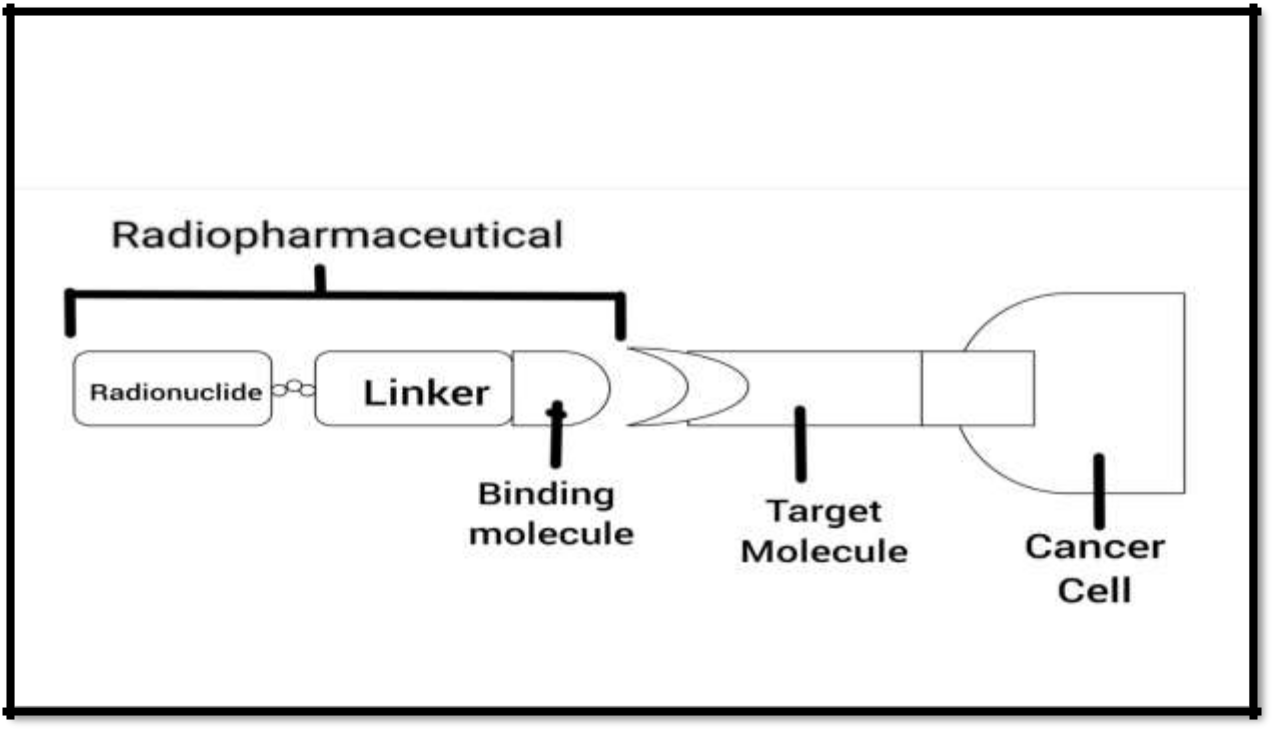 Radiopharmaceutical
Radionuclide
Linker
Binding
molecule
Target
Molecule
Cancer
Cell